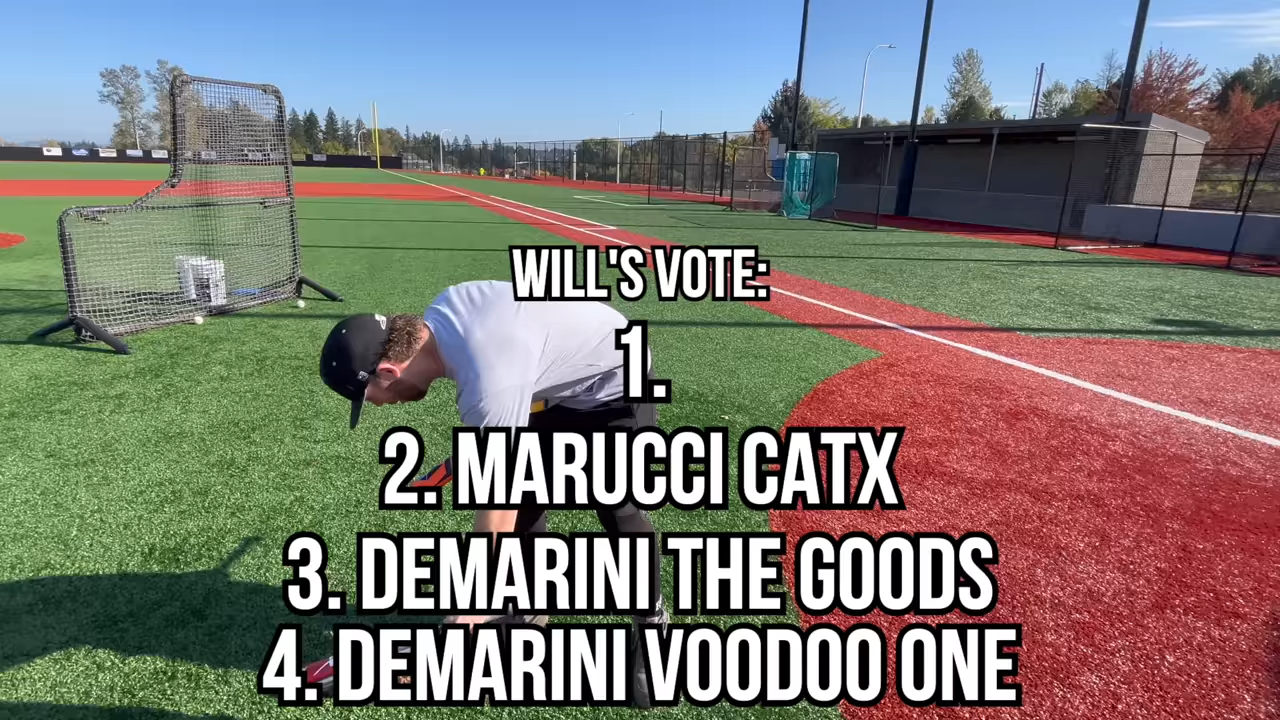 WILL'S VOTE:
1.
2. MARUCCI CATX
3. DEMARINI THE GOODS
4. DEMARINI VOODOO ONE